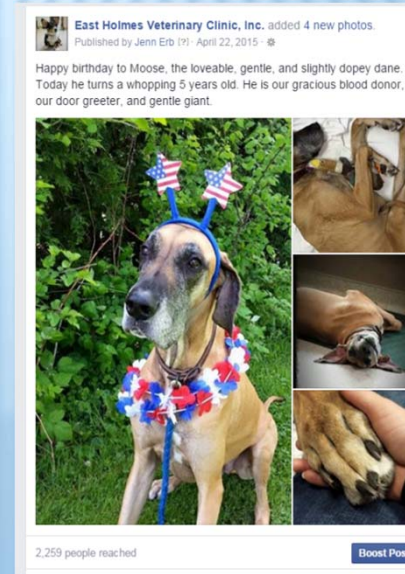 East Holmes Veterinary Clinic, Inc. added 4 new photos.
Published by Jenn Erb [?] · April 22, 2015 ·
Happy birthday to Moose, the loveable, gentle, and slightly dopey dane.
Today he turns a whopping 5 years old. He is our gracious blood donor,
our door greeter, and gentle giant.
2,259 people reached
Boost Pos